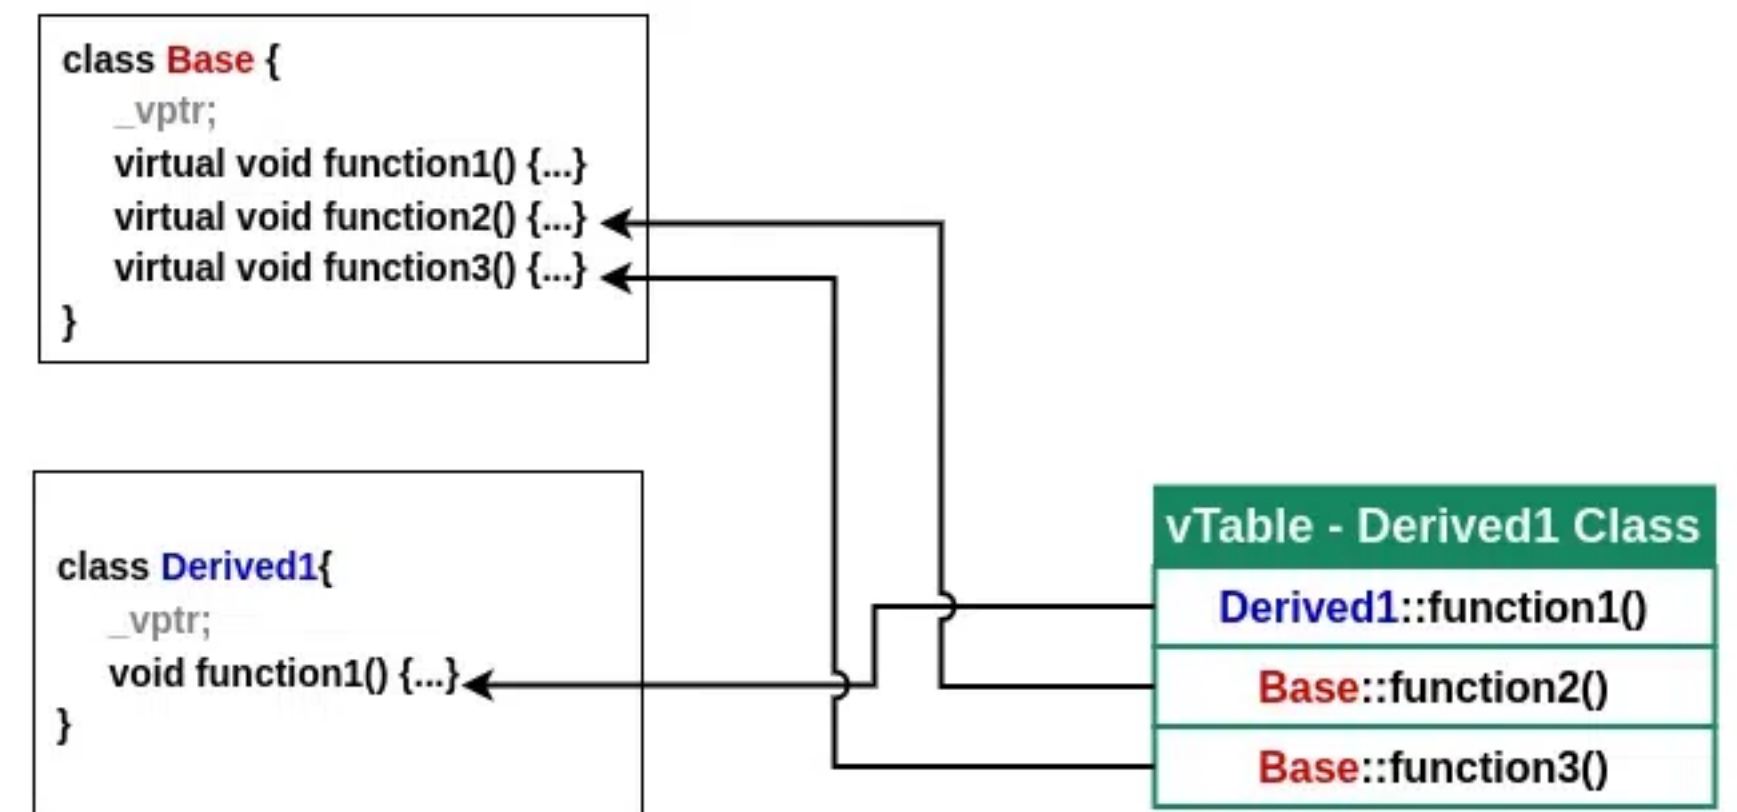 class Base {
_vptr;
virtual void function1() {...}
virtual void function2() {...}
virtual void function3() {...}
}
class Derived1{
_vptr;
void function1() {...}
}
vTable - Derived1 Class
Derived1::function1()
Base::function2()
Base::function3()